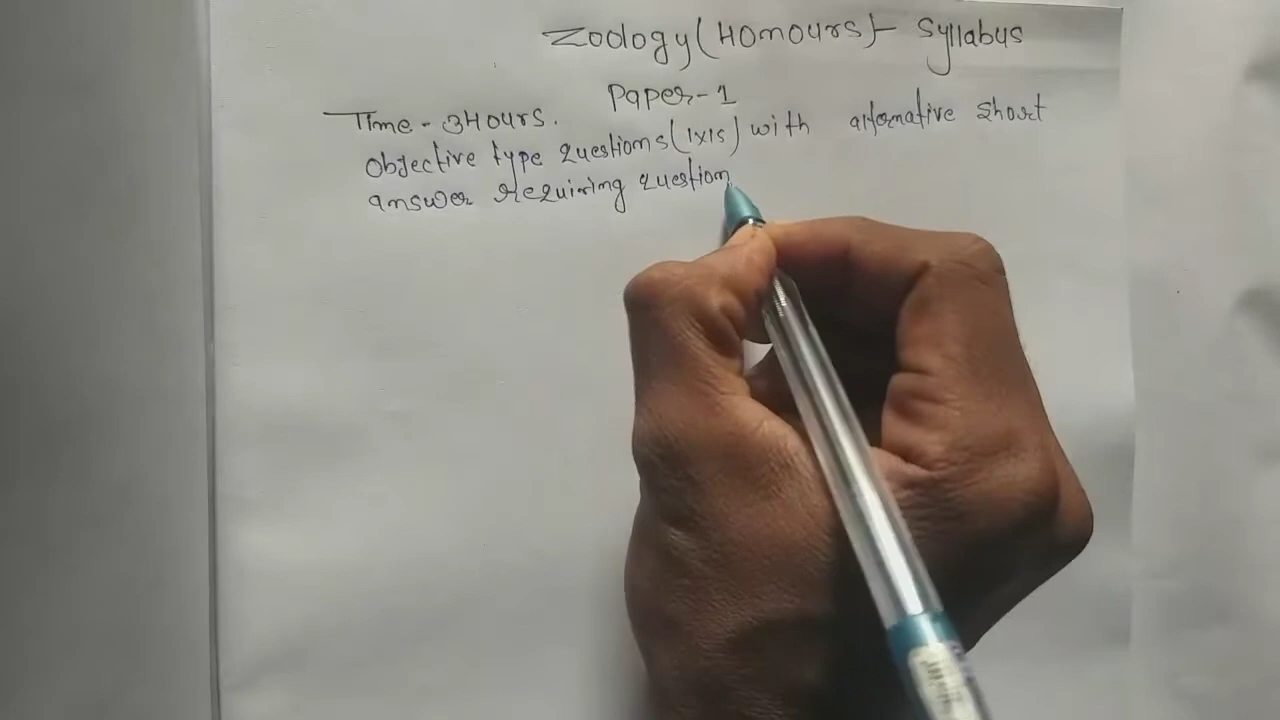 Zoology (Honours)- Syllabus
Paper-1
Time - 3Hours.
Objective type questions (1x15) with alternative short
answer requiring question